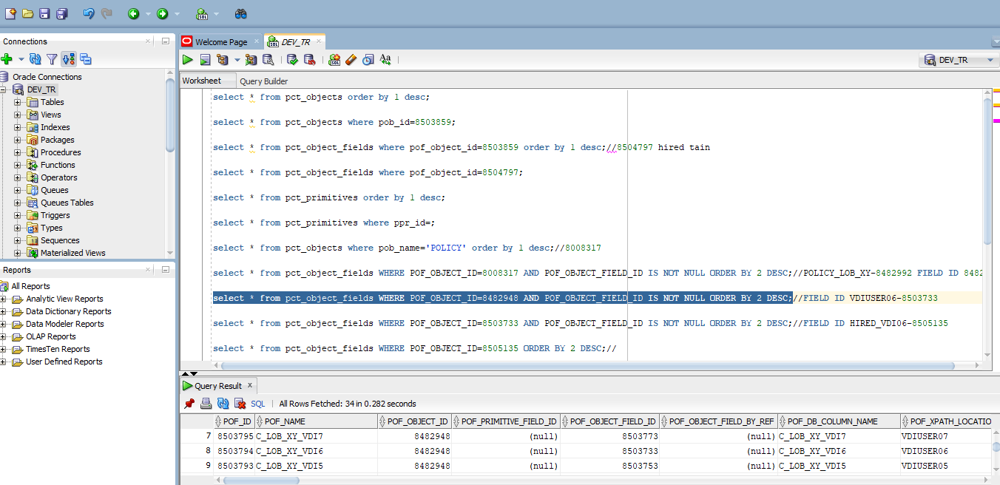 Connections
Oracle Connections
DEV_TR
Tables
Views
Indexes
Packages
Procedures
Functions
Operators
Queues
Queues Tables
Triggers
Types
Sequences
Materialized Views
Reports
All Reports
Analytic View Reports
Data Dictionary Reports
Data Modeler Reports
OLAP Reports
TimesTen Reports
User Defined Reports
Welcome Page
DEV_TR
DEV_TR
Worksheet
Query Builder
select * from pct_objects order by 1 desc;
select * from pct_objects where pob_id=8503859;
select * from pct_object_fields where pof_object_id=8503859 order by 1 desc;//8504797 hired tain
select * from pct_object_fields where pof_object_id=8504797;
select * from pct_primitives order by 1 desc;
select * from pct_primitives where ppr_id=;
select * from pct_objects where pob_name='POLICY' order by 1 desc;//8008317
select * from pct_object_fields WHERE POF_OBJECT_ID=8008317 AND POF_OBJECT_FIELD_ID IS NOT NULL ORDER BY 2 DESC;//POLICY_LOB_XY-8482992 FIELD ID 8482
select * from pct_object_fields WHERE POF_OBJECT_ID=8482948 AND POF_OBJECT_FIELD_ID IS NOT NULL ORDER BY 2 DESC;//FIELD ID VDIUSER06-8503733
select * from pct_object_fields WHERE POF_OBJECT_ID=8503733 AND POF_OBJECT_FIELD_ID IS NOT NULL ORDER BY 2 DESC;//FIELD ID HIRED_VDI06-8505135
select * from pct_object_fields WHERE POF_OBJECT_ID=8505135 ORDER BY 2 DESC;//
Query Result
SQL | All Rows Fetched: 34 in 0.282 seconds
POF_ID POF_NAME POF_OBJECT_ID POF_PRIMITIVE_FIELD_ID POF_OBJECT_FIELD_ID POF_OBJECT_FIELD_BY_REF POF_DB_COLUMN_NAME POF_XPATH_LOCATIO
7 8503795 C_LOB_XY_VDI7 8482948 (null) 8503773 (null) C_LOB_XY_VDI7 VDIUSER07
8 8503794 C_LOB_XY_VDI6 8482948 (null) 8503733 (null) C_LOB_XY_VDI6 VDIUSER06
9 8503793 C_LOB_XY_VDI5 8482948 (null) 8503753 (null) C_LOB_XY_VDI5 VDIUSER05